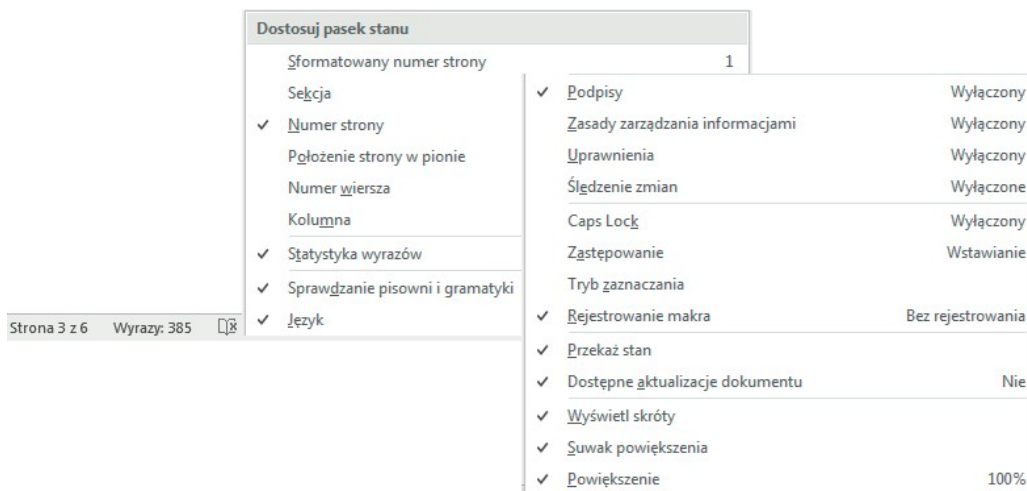 Dostosuj pasek stanu
Sformatowany numer strony 1
Sekcja
Numer strony
Położenie strony w pionie
Numer wiersza
Kolumna
Statystyka wyrazów
Sprawdzanie pisowni i gramatyki
Język
Strona 3 z 6 Wyrazy: 385
Podpisy Wyłączony
Zasady zarządzania informacjami Wyłączony
Uprawnienia Wyłączony
Śledzenie zmian Wyłączone
Caps Lock Wyłączony
Zastępowanie Wstawianie
Tryb zaznaczania
Rejestrowanie makra Bez rejestrowania
Przekaż stan
Dostępne aktualizacje dokumentu Nie
Wyświetl skróty
Suwak powiększenia
Powiększenie 100%